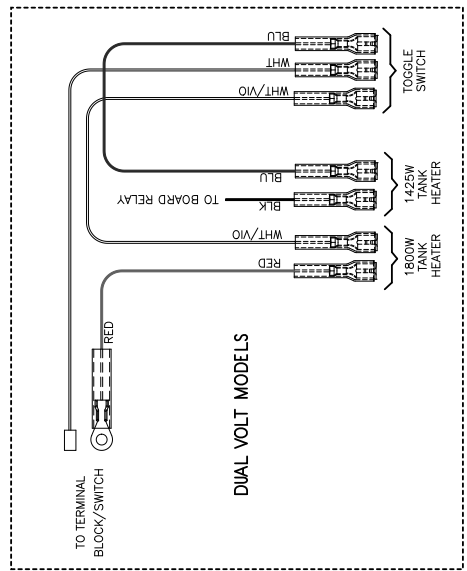 BLU
WHT
WHT/VIO
TOGGLE
SWITCH
BLU
TO BOARD RELAY
BLK
1425W
TANK
HEATER
WHT/VIO
RED
1800W
TANK
HEATER
RED
DUAL VOLT MODELS
TO TERMINAL
BLOCK/SWITCH